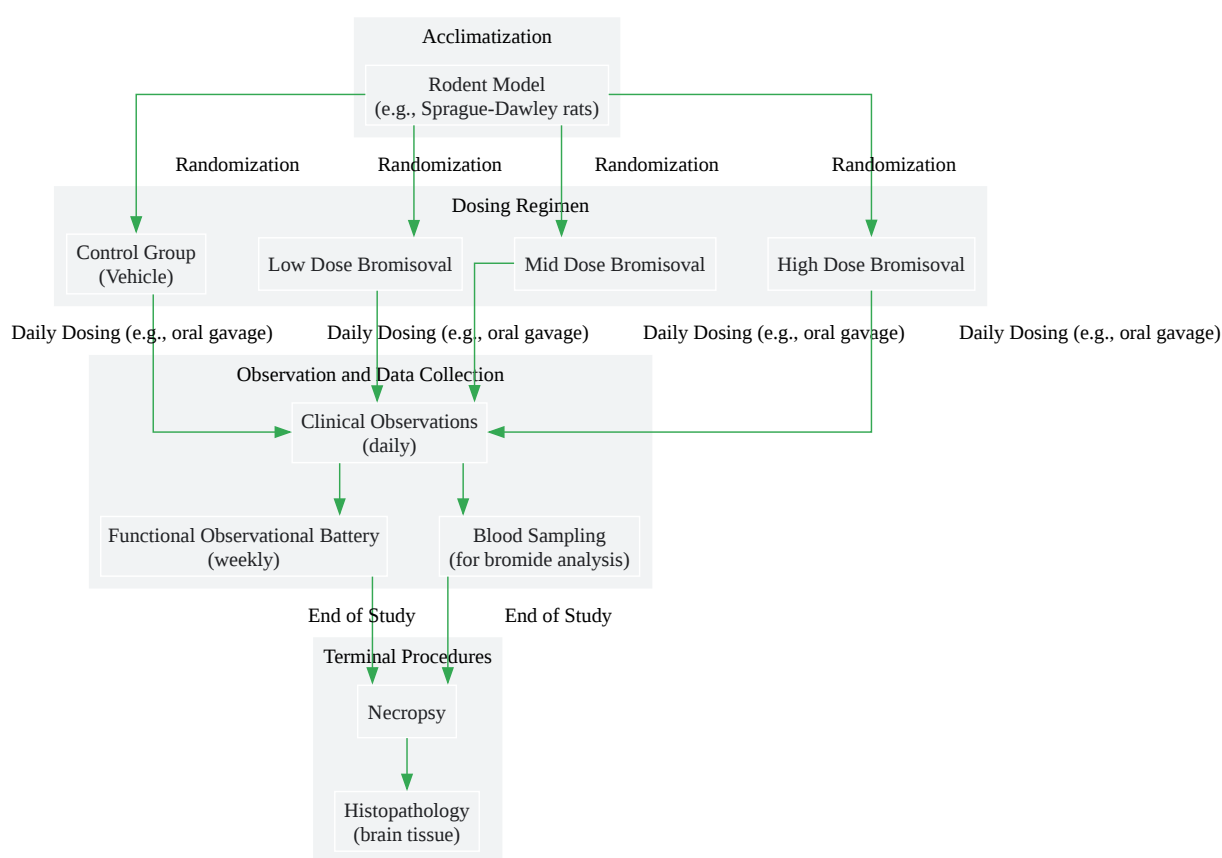 Acclimatization
Rodent Model
(e.g., Sprague-Dawley rats)
Randomization
Randomization
Randomization
Randomization
Dosing Regimen
Control Group
(Vehicle)
Low Dose Bromisoval
Mid Dose Bromisoval
High Dose Bromisoval
Daily Dosing (e.g., oral gavage)
Daily Dosing (e.g., oral gavage)
Daily Dosing (e.g., oral gavage)
Daily Dosing (e.g., oral gavage)
Observation and Data Collection
Clinical Observations
(daily)
Functional Observational Battery
(weekly)
Blood Sampling
(for bromide analysis)
End of Study
End of Study
Terminal Procedures
Necropsy
Histopathology
(brain tissue)